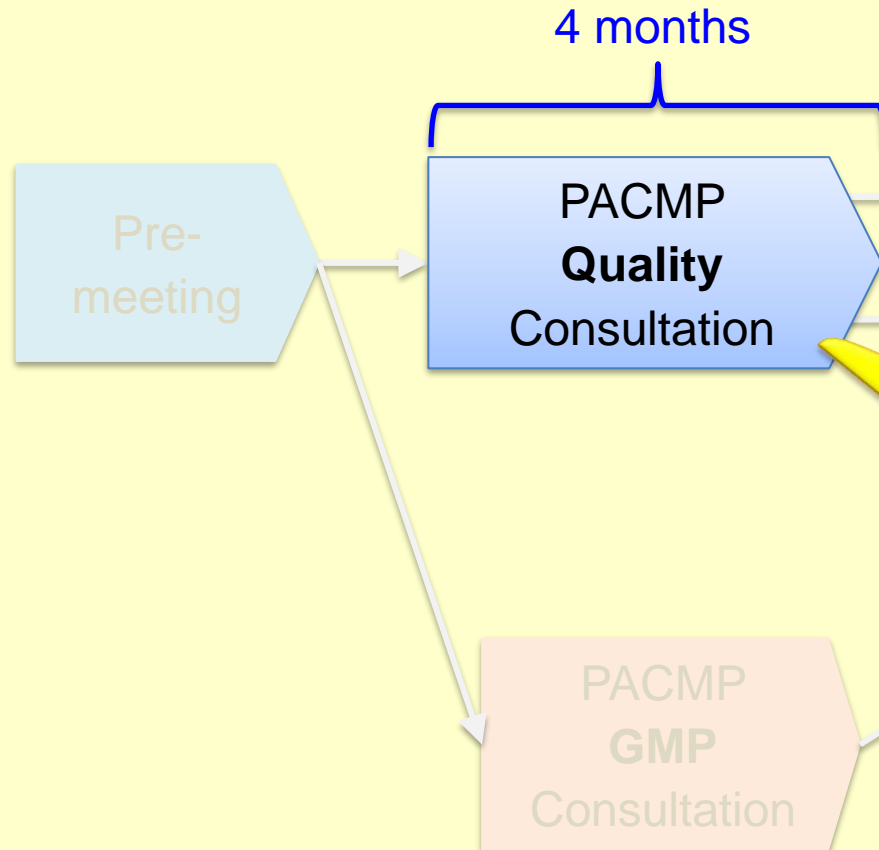 4 months
Pre-
meeting
PACMP
Quality
Consultation
PACMP
GMP
Consultation